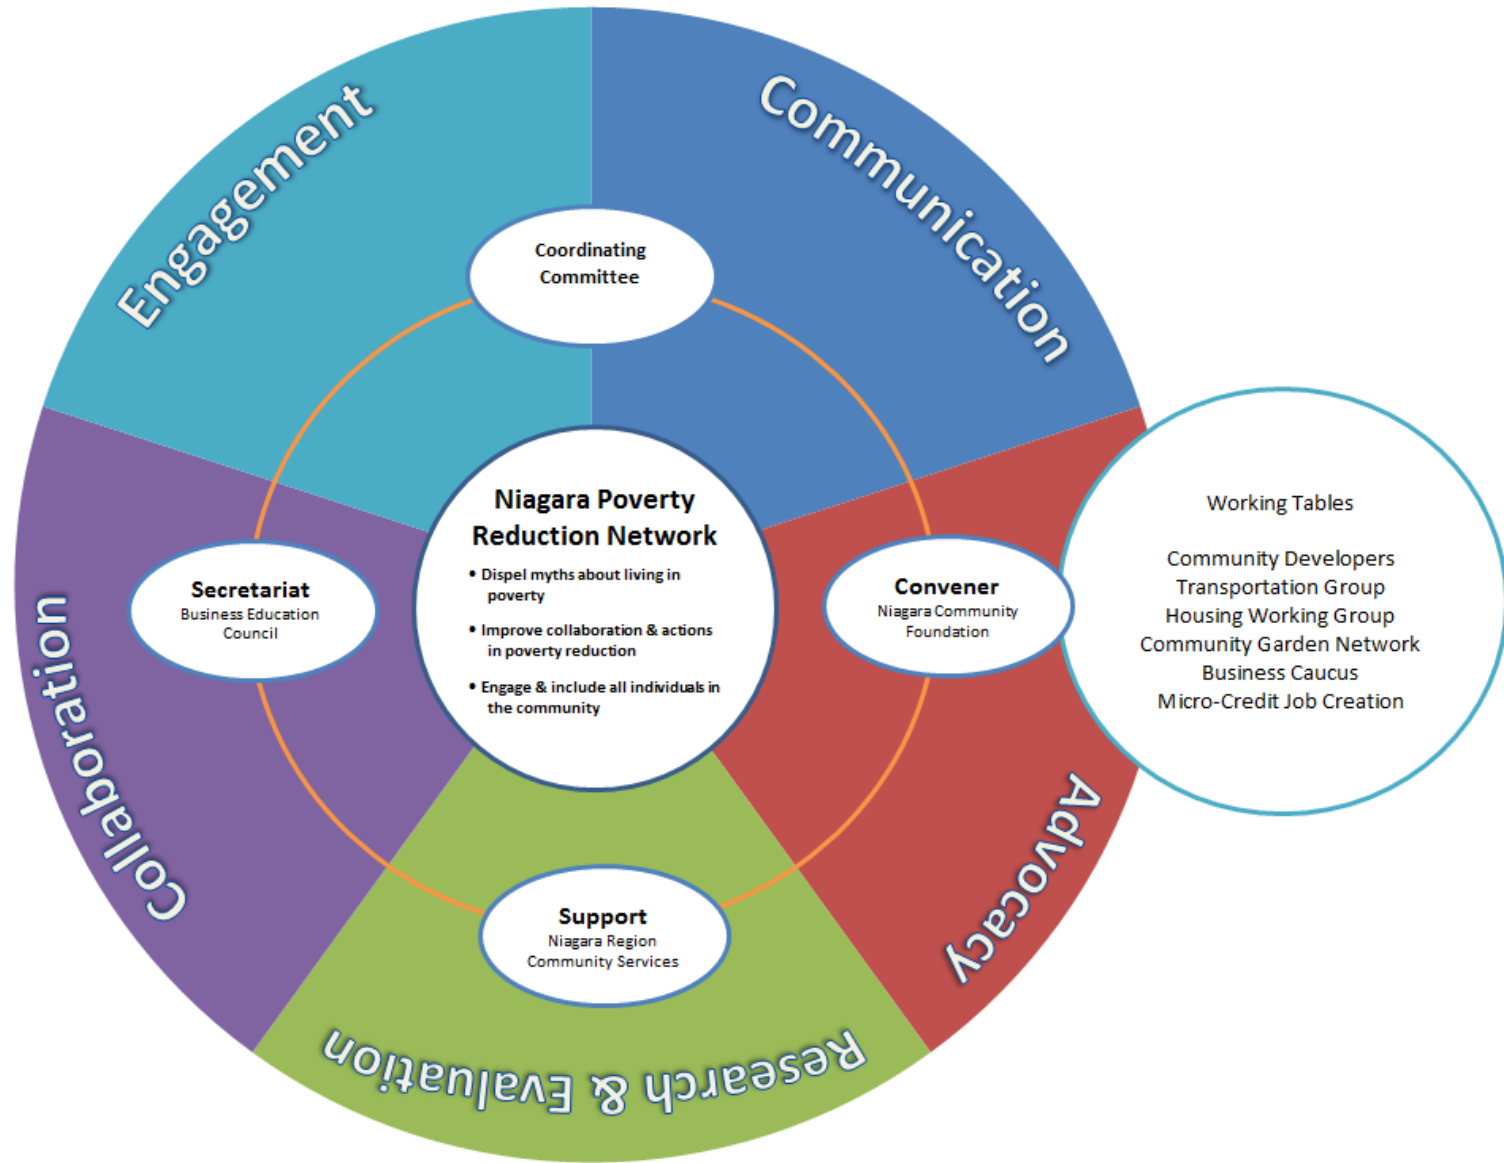 Engagement
Communication
Coordinating
Committee
Niagara Poverty
Reduction Network
• Dispel myths about living in
poverty
• Improve collaboration & actions
in poverty reduction
• Engage & include all individuals in
the community
Secretariat
Business Education
Council
Convener
Niagara Community
Foundation
Working Tables
Community Developers
Transportation Group
Housing Working Group
Community Garden Network
Business Caucus
Micro-Credit Job Creation
Collaboration
Advocacy
Support
Niagara Region
Community Services
Research & Evaluation